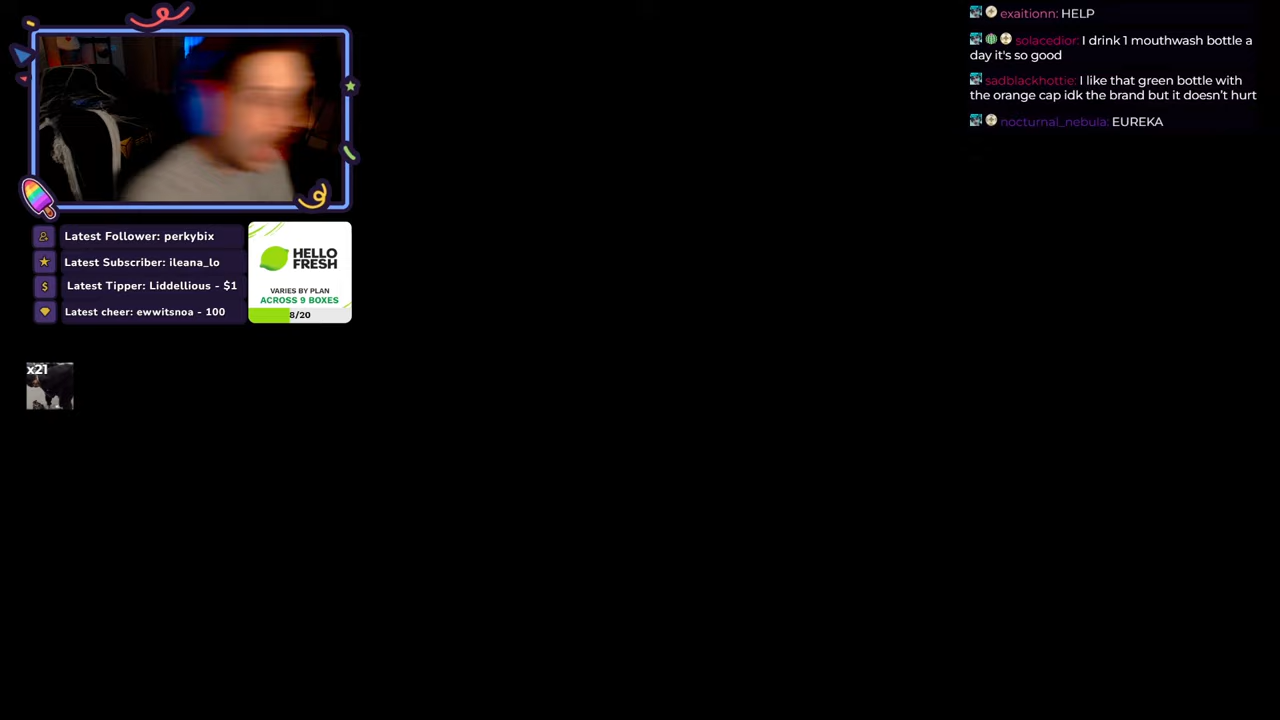 Latest Follower: perkybix
Latest Subscriber: ileana_lo
Latest Tipper: Liddellious - $1
Latest cheer: ewwitsnoa - 100
HELLO
FRESH
VARIES BY PLAN
ACROSS 9 BOXES
8/20
x21
exaitionn: HELP
solacedior: I drink 1 mouthwash bottle a
day it's so good
sadblackhottie: I like that green bottle with
the orange cap idk the brand but it doesn’t hurt
nocturnal_nebula: EUREKA